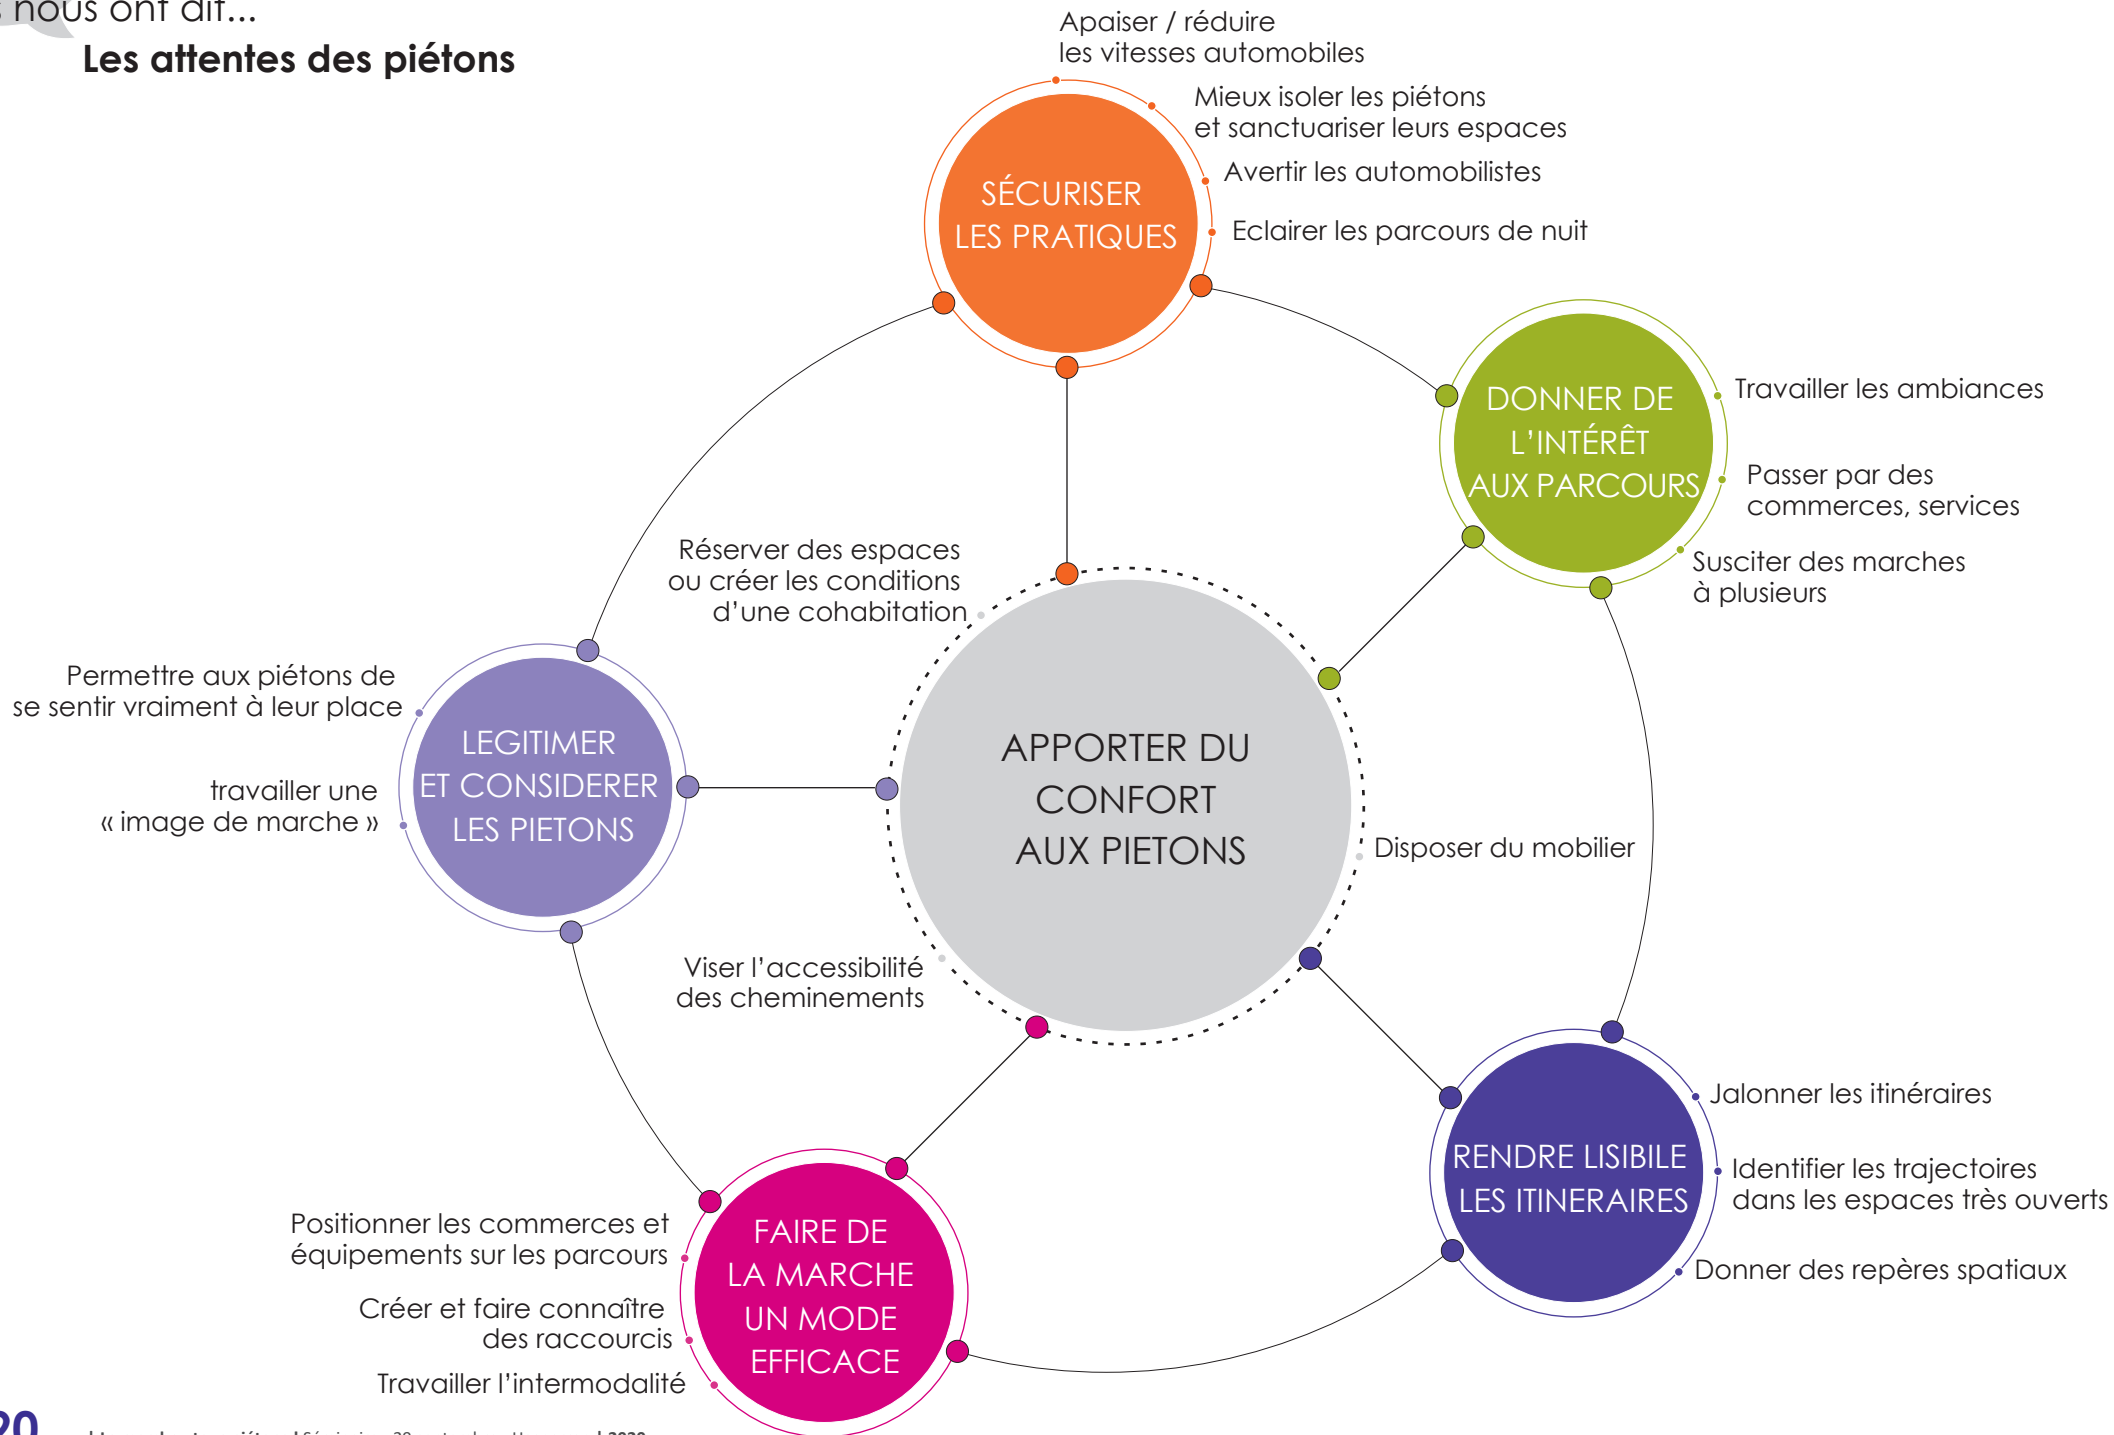 nous ont dit...
Les attentes des piétons
Apaiser / réduire
les vitesses automobiles
Mieux isoler les piétons
et sanctuariser leurs espaces
Avertir les automobilistes
Eclairer les parcours de nuit
SÉCURISER
LES PRATIQUES
DONNER DE
L'INTÉRÊT
AUX PARCOURS
Travailler les ambiances
Passer par des
commerces, services
Susciter des marches
à plusieurs
Réserver des espaces
ou créer les conditions
d'une cohabitation
Permettre aux piétons de
se sentir vraiment à leur place
travailler une
« image de marche »
LEGITIMER
ET CONSIDERER
LES PIETONS
APPORTER DU
CONFORT
AUX PIETONS
Disposer du mobilier
Viser l'accessibilité
des cheminements
RENDRE LISIBILE
LES ITINERAIRES
Jalonner les itinéraires
Identifier les trajectoires
dans les espaces très ouverts
Donner des repères spatiaux
Positionner les commerces et
équipements sur les parcours
Créer et faire connaître
des raccourcis
Travailler l'intermodalité
FAIRE DE
LA MARCHE
UN MODE
EFFICACE
20